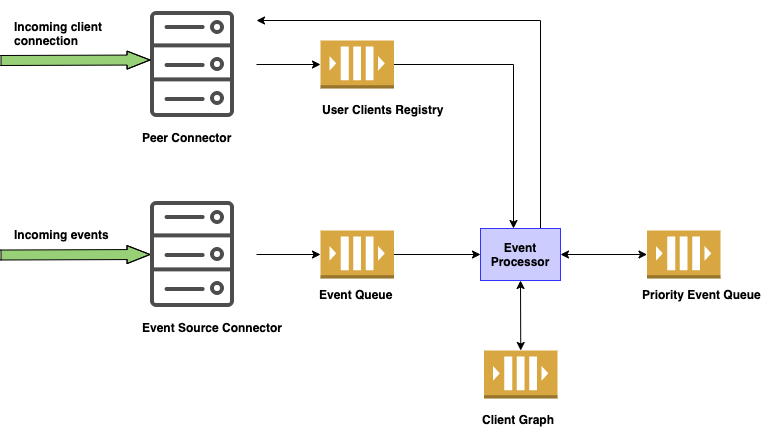 Incoming client
connection
User Clients Registry
Peer Connector
Incoming events
Event
Processor
Event Queue
Priority Event Queue
Event Source Connector
Client Graph